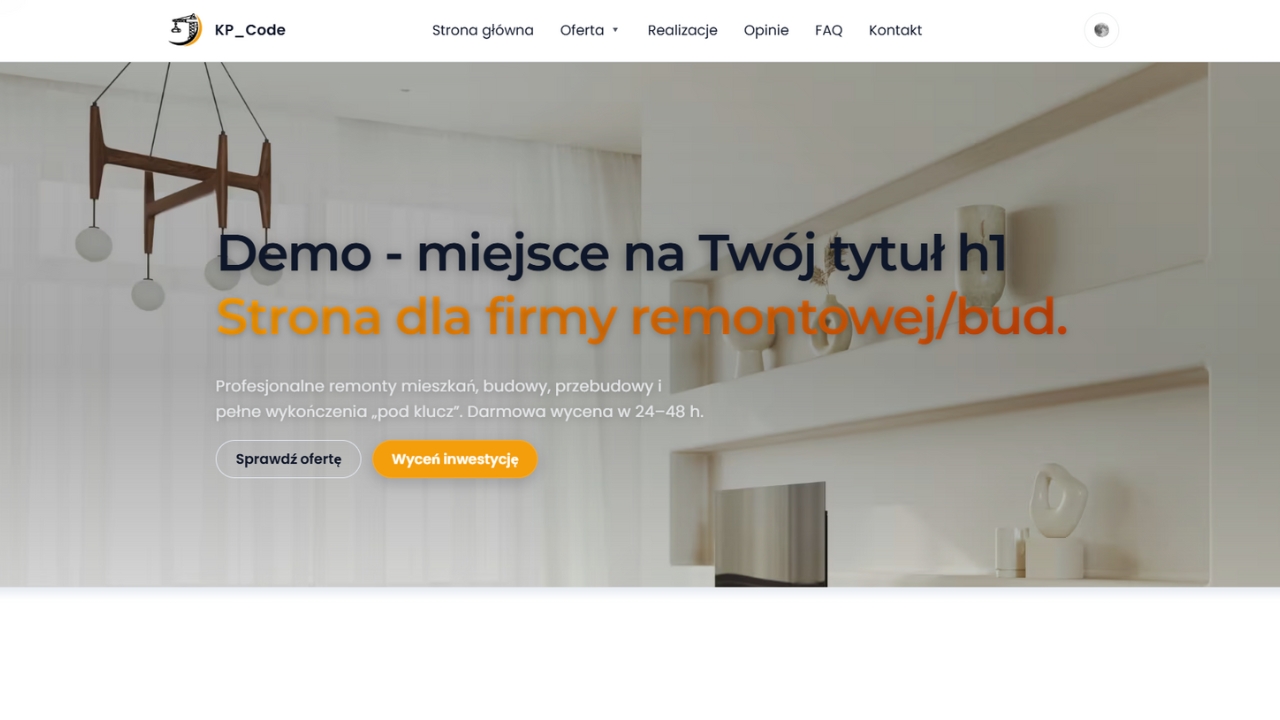 KP_Code
Strona główna
Oferta ▼
Realizacje
Opinie
FAQ
Kontakt
Demo - miejsce na Twój tytuł h1
Strona dla firmy remontowej/bud.
Profesjonalne remonty mieszkań, budowy, przebudowy i
pełne wykończenia „pod klucz”. Darmowa wycena w 24–48 h.
Sprawdź ofertę
Wyceń inwestycję